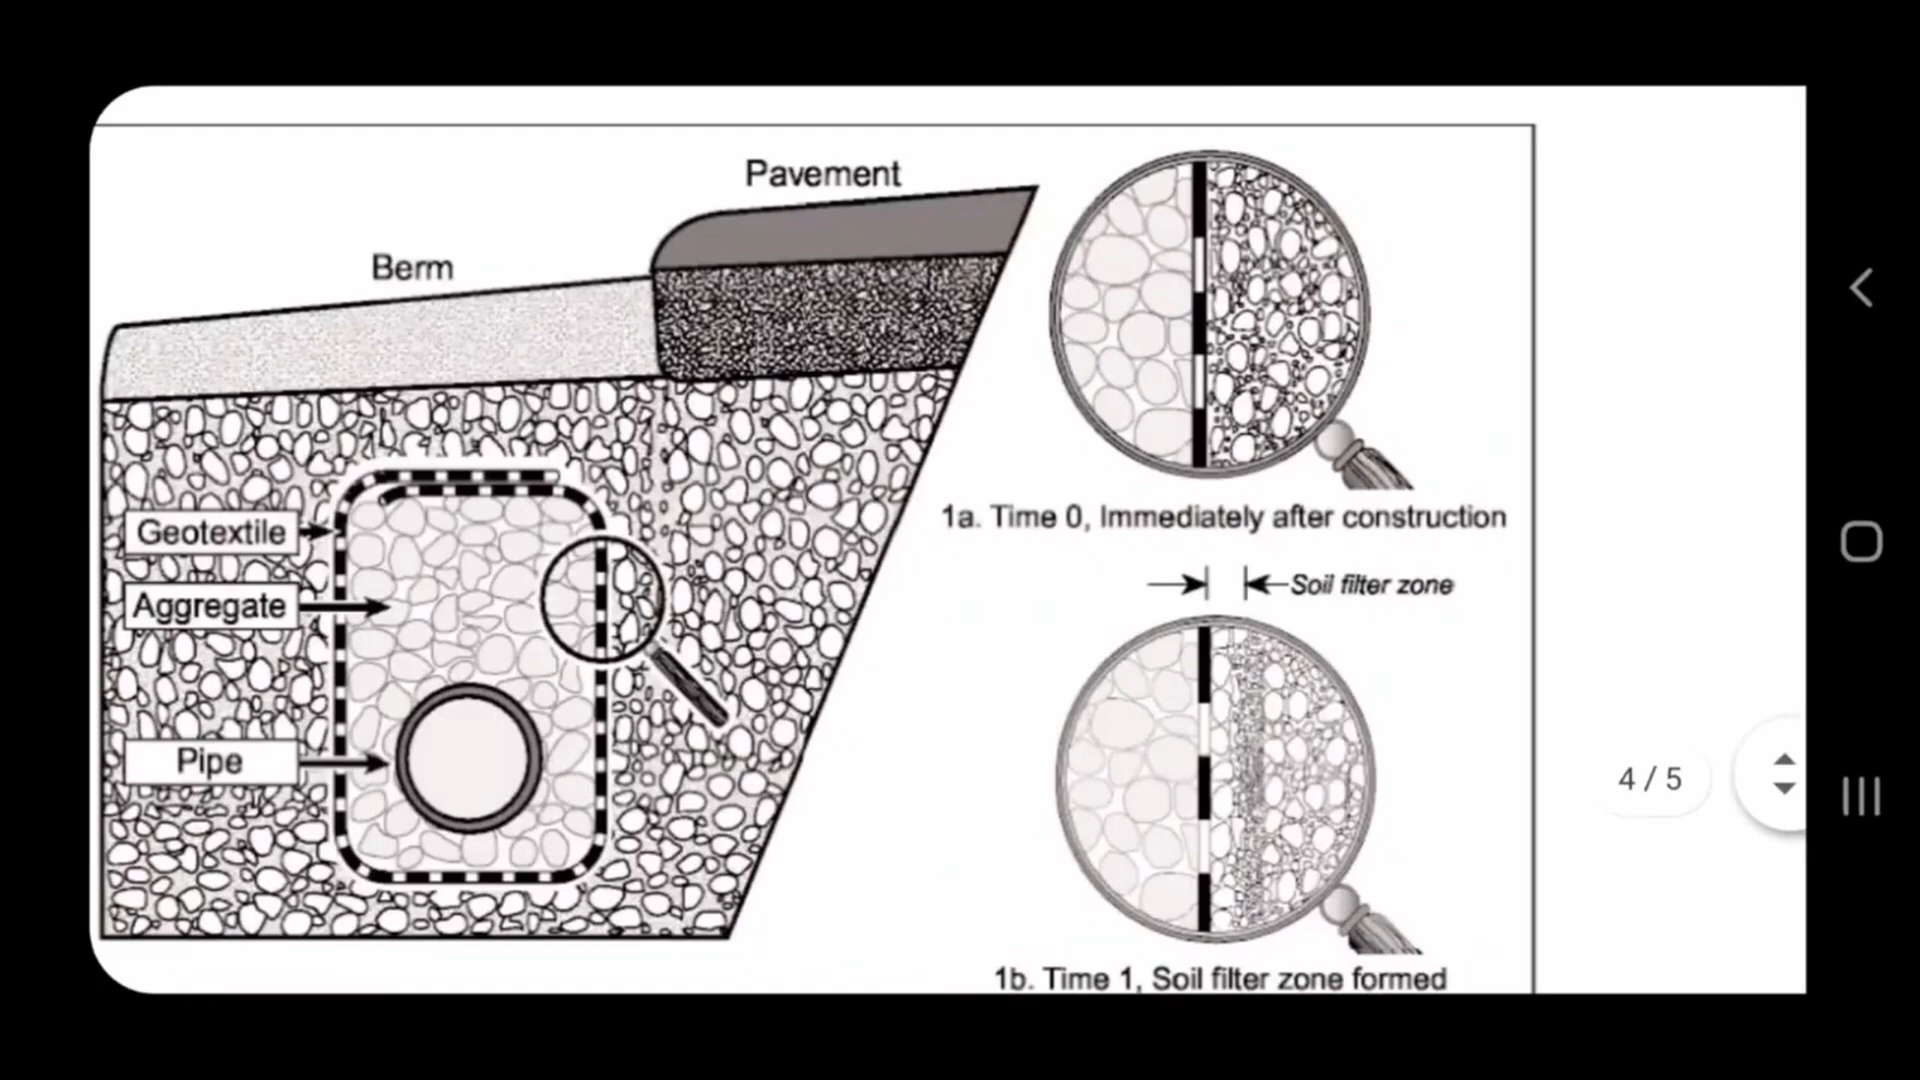 Pavement
Berm
Geotextile
Aggregate
Pipe
1a. Time 0, Immediately after construction
Soil filter zone
1b. Time 1, Soil filter zone formed
4 / 5